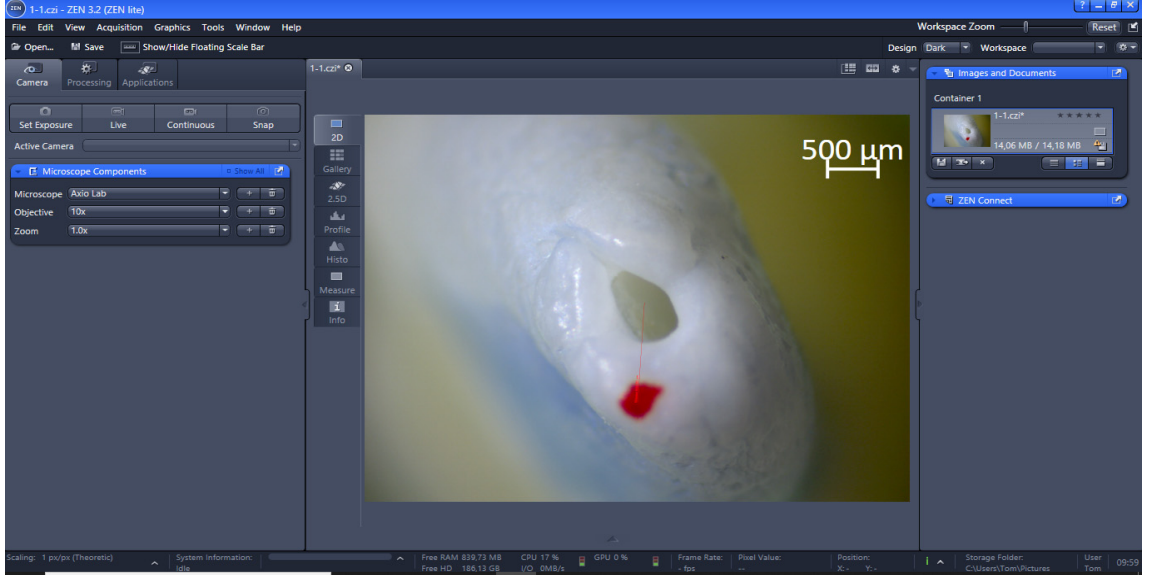 ZEN 1-1.czi - ZEN 3.2 (ZEN lite)
File Edit View Acquisition Graphics Tools Window Help Workspace Zoom Reset
Open... Save Show/Hide Floating Scale Bar Design Dark Workspace
Camera Processing Applications
1-1.czi*
Set Exposure Live Continuous Snap
Active Camera
Microscope Components Show All
Microscope Axio Lab
Objective 10x
Zoom 1.0x
2D
Gallery
2.5D
Profile
Histo
Measure
Info
500 µm
Images and Documents
Container 1
1-1.czi*
14,06 MB / 14,18 MB
ZEN Connect
Scaling: 1 px/px (Theoretic) System Information: Free RAM 839,73 MB CPU 17 % GPU 0 % Frame Rate: Pixel Value: Position: Storage Folder: User 09:59
Idle Free HD 186,13 GB I/O 0MB/s - fps -- X: - Y: - C:\Users\Tom\Pictures Tom